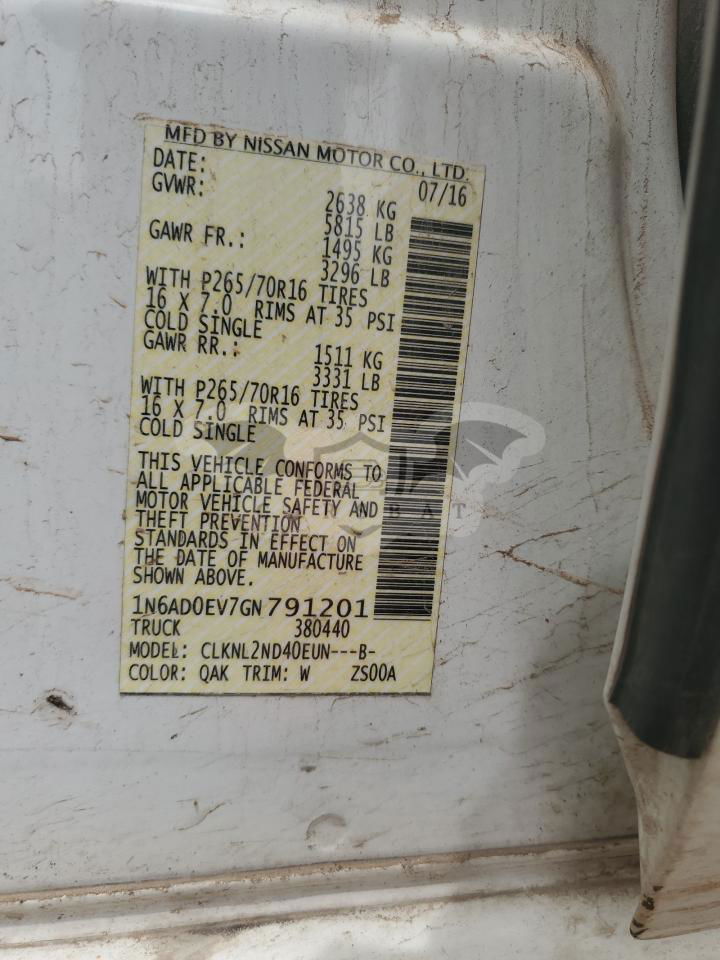 MFD BY NISSAN MOTOR CO., LTD.
DATE: 07/16
GVWR: 2638 KG
5815 LB
GAWR FR.: 1495 KG
3296 LB
WITH P265/70R16 TIRES
16 X 7.0 RIMS AT 35 PSI
COLD SINGLE
GAWR RR.: 1511 KG
3331 LB
WITH P265/70R16 TIRES
16 X 7.0 RIMS AT 35 PSI
COLD SINGLE
THIS VEHICLE CONFORMS TO
ALL APPLICABLE FEDERAL
MOTOR VEHICLE SAFETY AND
THEFT PREVENTION
STANDARDS IN EFFECT ON
THE DATE OF MANUFACTURE
SHOWN ABOVE.
1N6AD0EV7GN791201
TRUCK 380440
MODEL: CLKNL2ND40EUN---B-
COLOR: QAK TRIM: W ZS00A